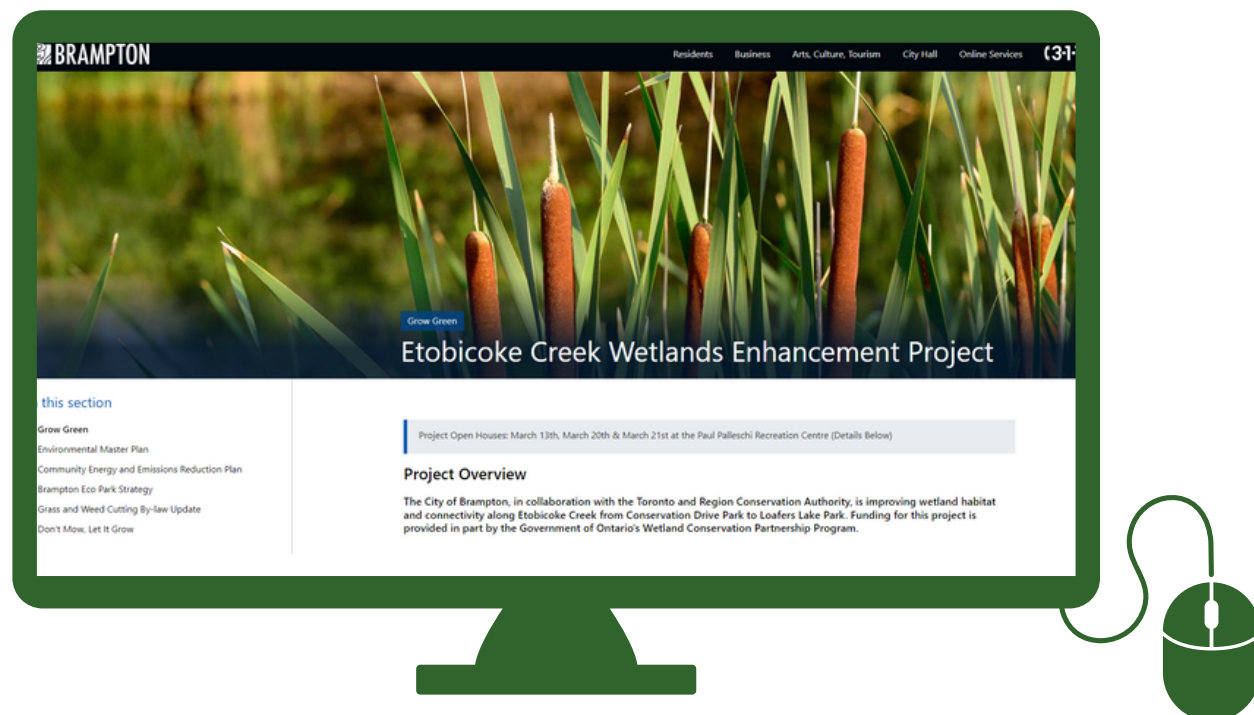 BRAMPTON
Residents Business Arts, Culture, Tourism City Hall Online Services (3-1-
Grow Green
Etobicoke Creek Wetlands Enhancement Project
this section
Grow Green
Environmental Master Plan
Community Energy and Emissions Reduction Plan
Brampton Eco Park Strategy
Grass and Weed Cutting By-law Update
Don't Mow, Let It Grow
Project Open Houses: March 13th, March 20th & March 21st at the Paul Palleschi Recreation Centre (Details Below)
Project Overview
The City of Brampton, in collaboration with the Toronto and Region Conservation Authority, is improving wetland habitat
and connectivity along Etobicoke Creek from Conservation Drive Park to Loafers Lake Park. Funding for this project is
provided in part by the Government of Ontario's Wetland Conservation Partnership Program.